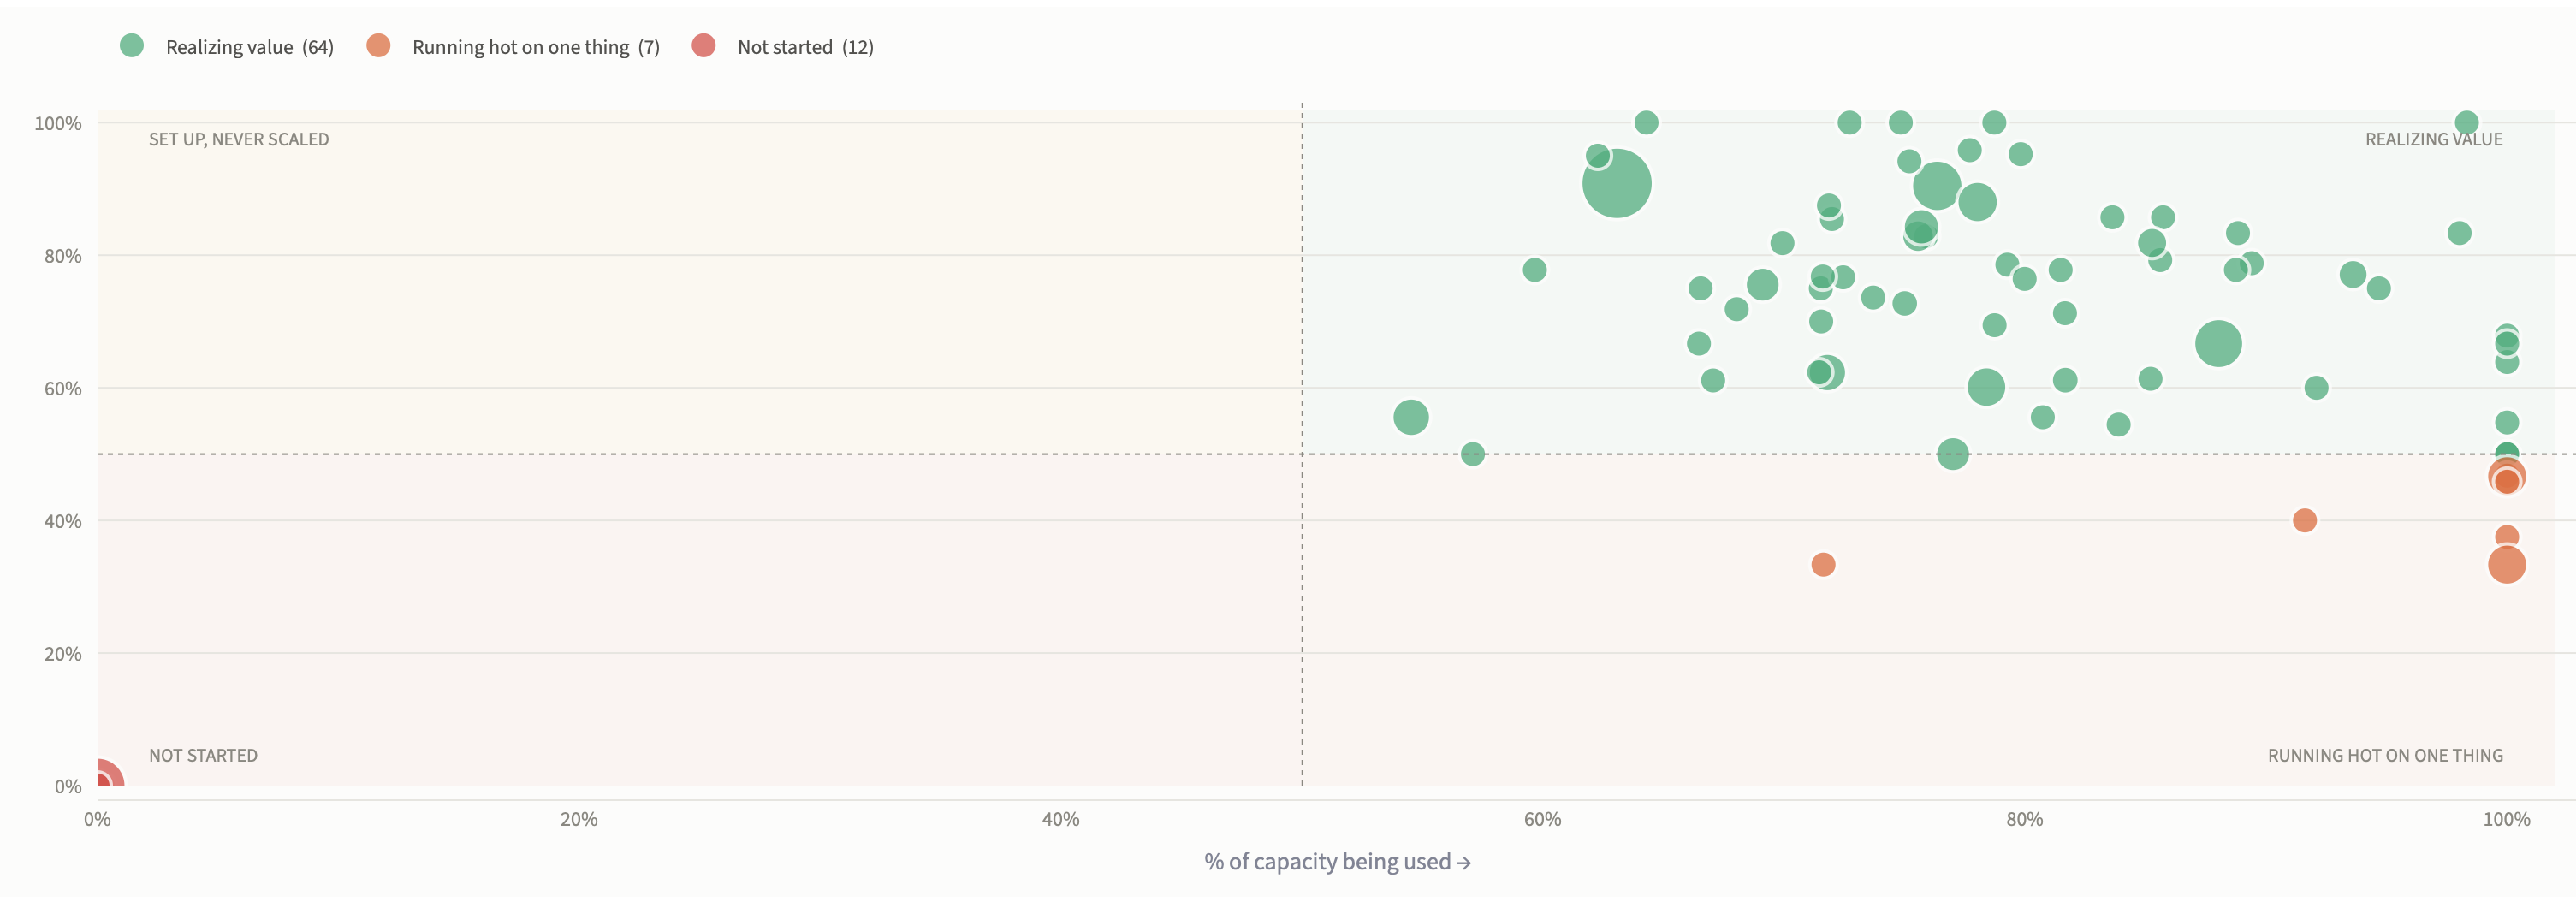 Realizing value (64) Running hot on one thing (7) Not started (12)
100%
SET UP, NEVER SCALED
REALIZING VALUE
80%
60%
40%
20%
NOT STARTED
RUNNING HOT ON ONE THING
0%
0% 20% 40% 60% 80% 100%
% of capacity being used →